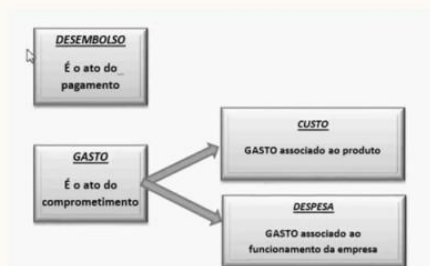 DESEMBOLSO
É o ato do_
pagamento
GASTO
É o ato do
comprometimento
CUSTO
GASTO associado ao produto
DESPESA
GASTO associado ao
funcionamento da empresa